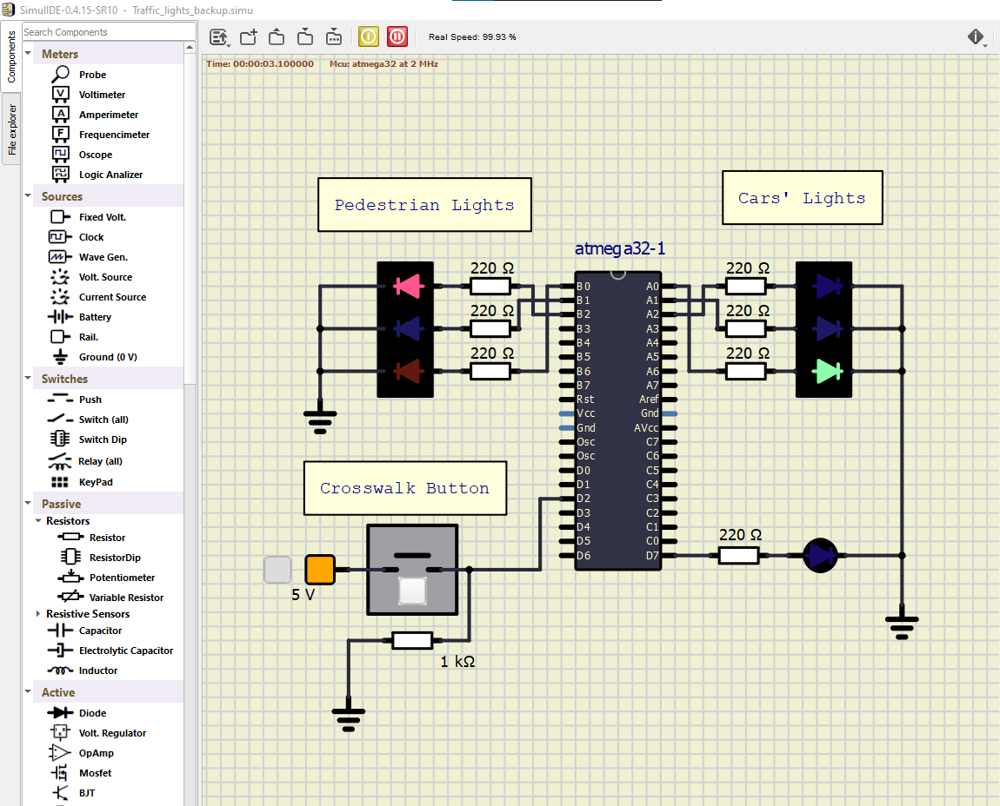 SimulIDE-0.4.15-SR10 - Traffic_lights_backup.simu
Components
File explorer
Search Components
Meters
Probe
Voltimeter
Amperimeter
Frequencimeter
Oscope
Logic Analizer
Sources
Fixed Volt.
Clock
Wave Gen.
Volt. Source
Current Source
Battery
Rail.
Ground (0 V)
Switches
Push
Switch (all)
Switch Dip
Relay (all)
KeyPad
Passive
Resistors
Resistor
ResistorDip
Potentiometer
Variable Resistor
Resistive Sensors
Capacitor
Electrolytic Capacitor
Inductor
Active
Diode
Volt. Regulator
OpAmp
Mosfet
BJT
Real Speed: 99.93 %
Time: 00:00:03.100000 Mcu: atmega32 at 2 MHz
Pedestrian Lights
Cars' Lights
atmega32-1
220 Ω
220 Ω
220 Ω
220 Ω
220 Ω
220 Ω
B0 A0
B1 A1
B2 A2
B3 A3
B4 A4
B5 A5
B6 A6
B7 A7
Rst Aref
Vcc Gnd
Gnd AVcc
Osc C7
Osc C6
D0 C5
D1 C4
D2 C3
D3 C2
D4 C1
D5 C0
D6 D7
Crosswalk Button
5 V
1 kΩ
220 Ω